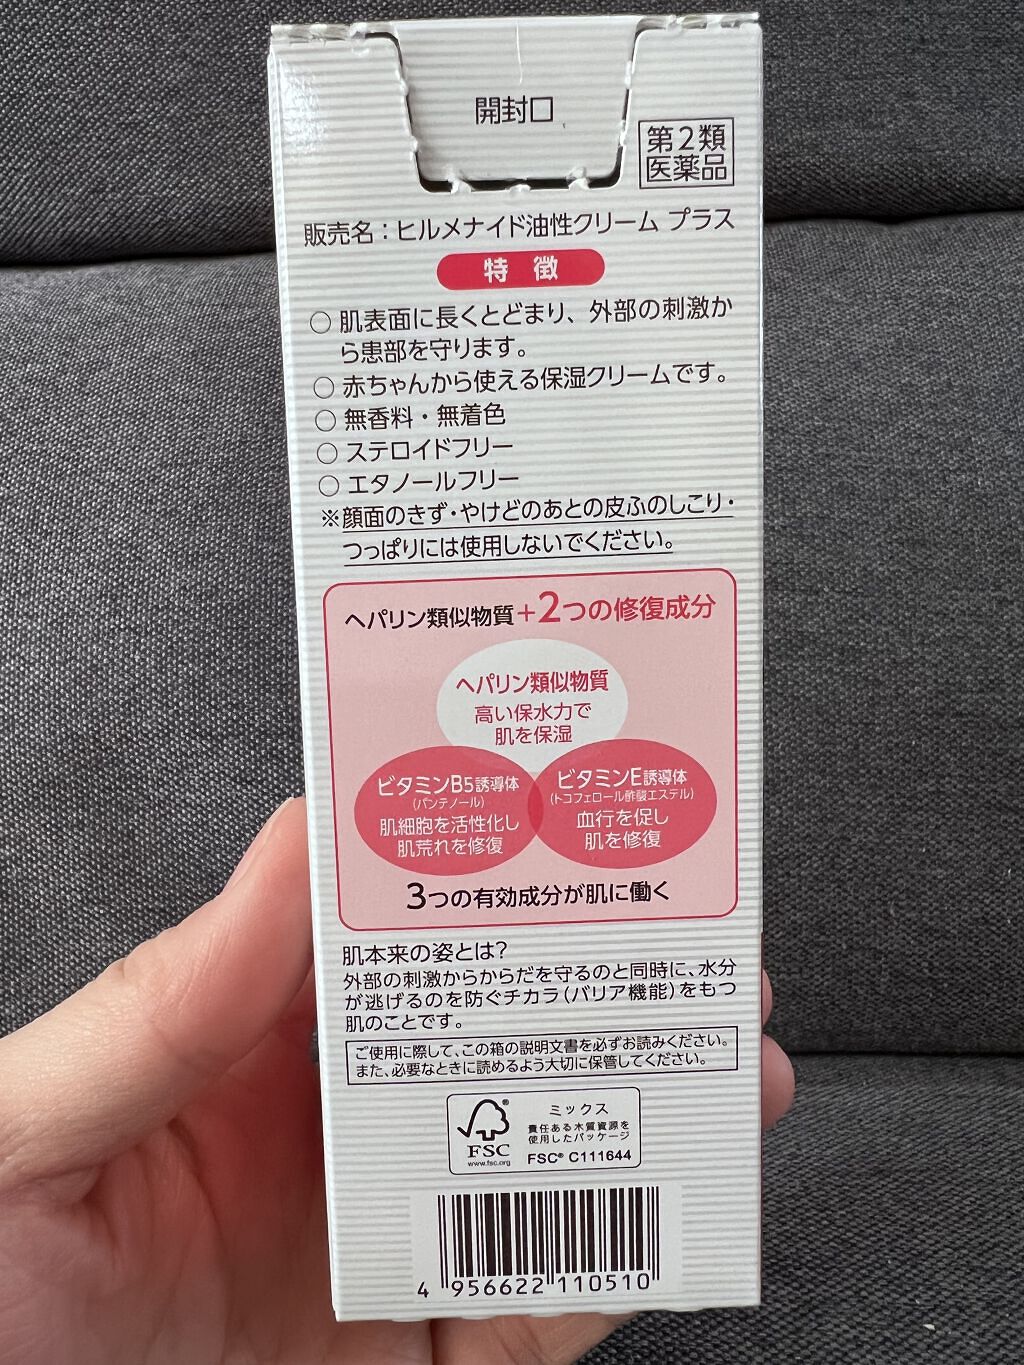 開封口
第2類
医薬品
販売名：ヒルメナイド油性クリーム プラス
特 徴
○ 肌表面に長くとどまり、外部の刺激か
ら患部を守ります。
○ 赤ちゃんから使える保湿クリームです。
○ 無香料・無着色
○ ステロイドフリー
○ エタノールフリー
※顔面のきず・やけどのあとの皮ふのしこり・
つっぱりには使用しないでください。
ヘパリン類似物質＋2つの修復成分
ヘパリン類似物質
高い保水力で
肌を保湿
ビタミンB5誘導体
(パンテノール)
肌細胞を活性化し
肌荒れを修復
ビタミンE誘導体
(トコフェロール酢酸エステル)
血行を促し
肌を修復
3つの有効成分が肌に働く
肌本来の姿とは?
外部の刺激からからだを守るのと同時に、水分
が逃げるのを防ぐチカラ(バリア機能)をもつ
肌のことです。
ご使用に際して、この箱の説明文書を必ずお読みください。
また、必要なときに読めるよう大切に保管してください。
FSC
www.fsc.org
ミックス
責任ある木質資源を
使用したパッケージ
FSC® C111644
4 956622 110510